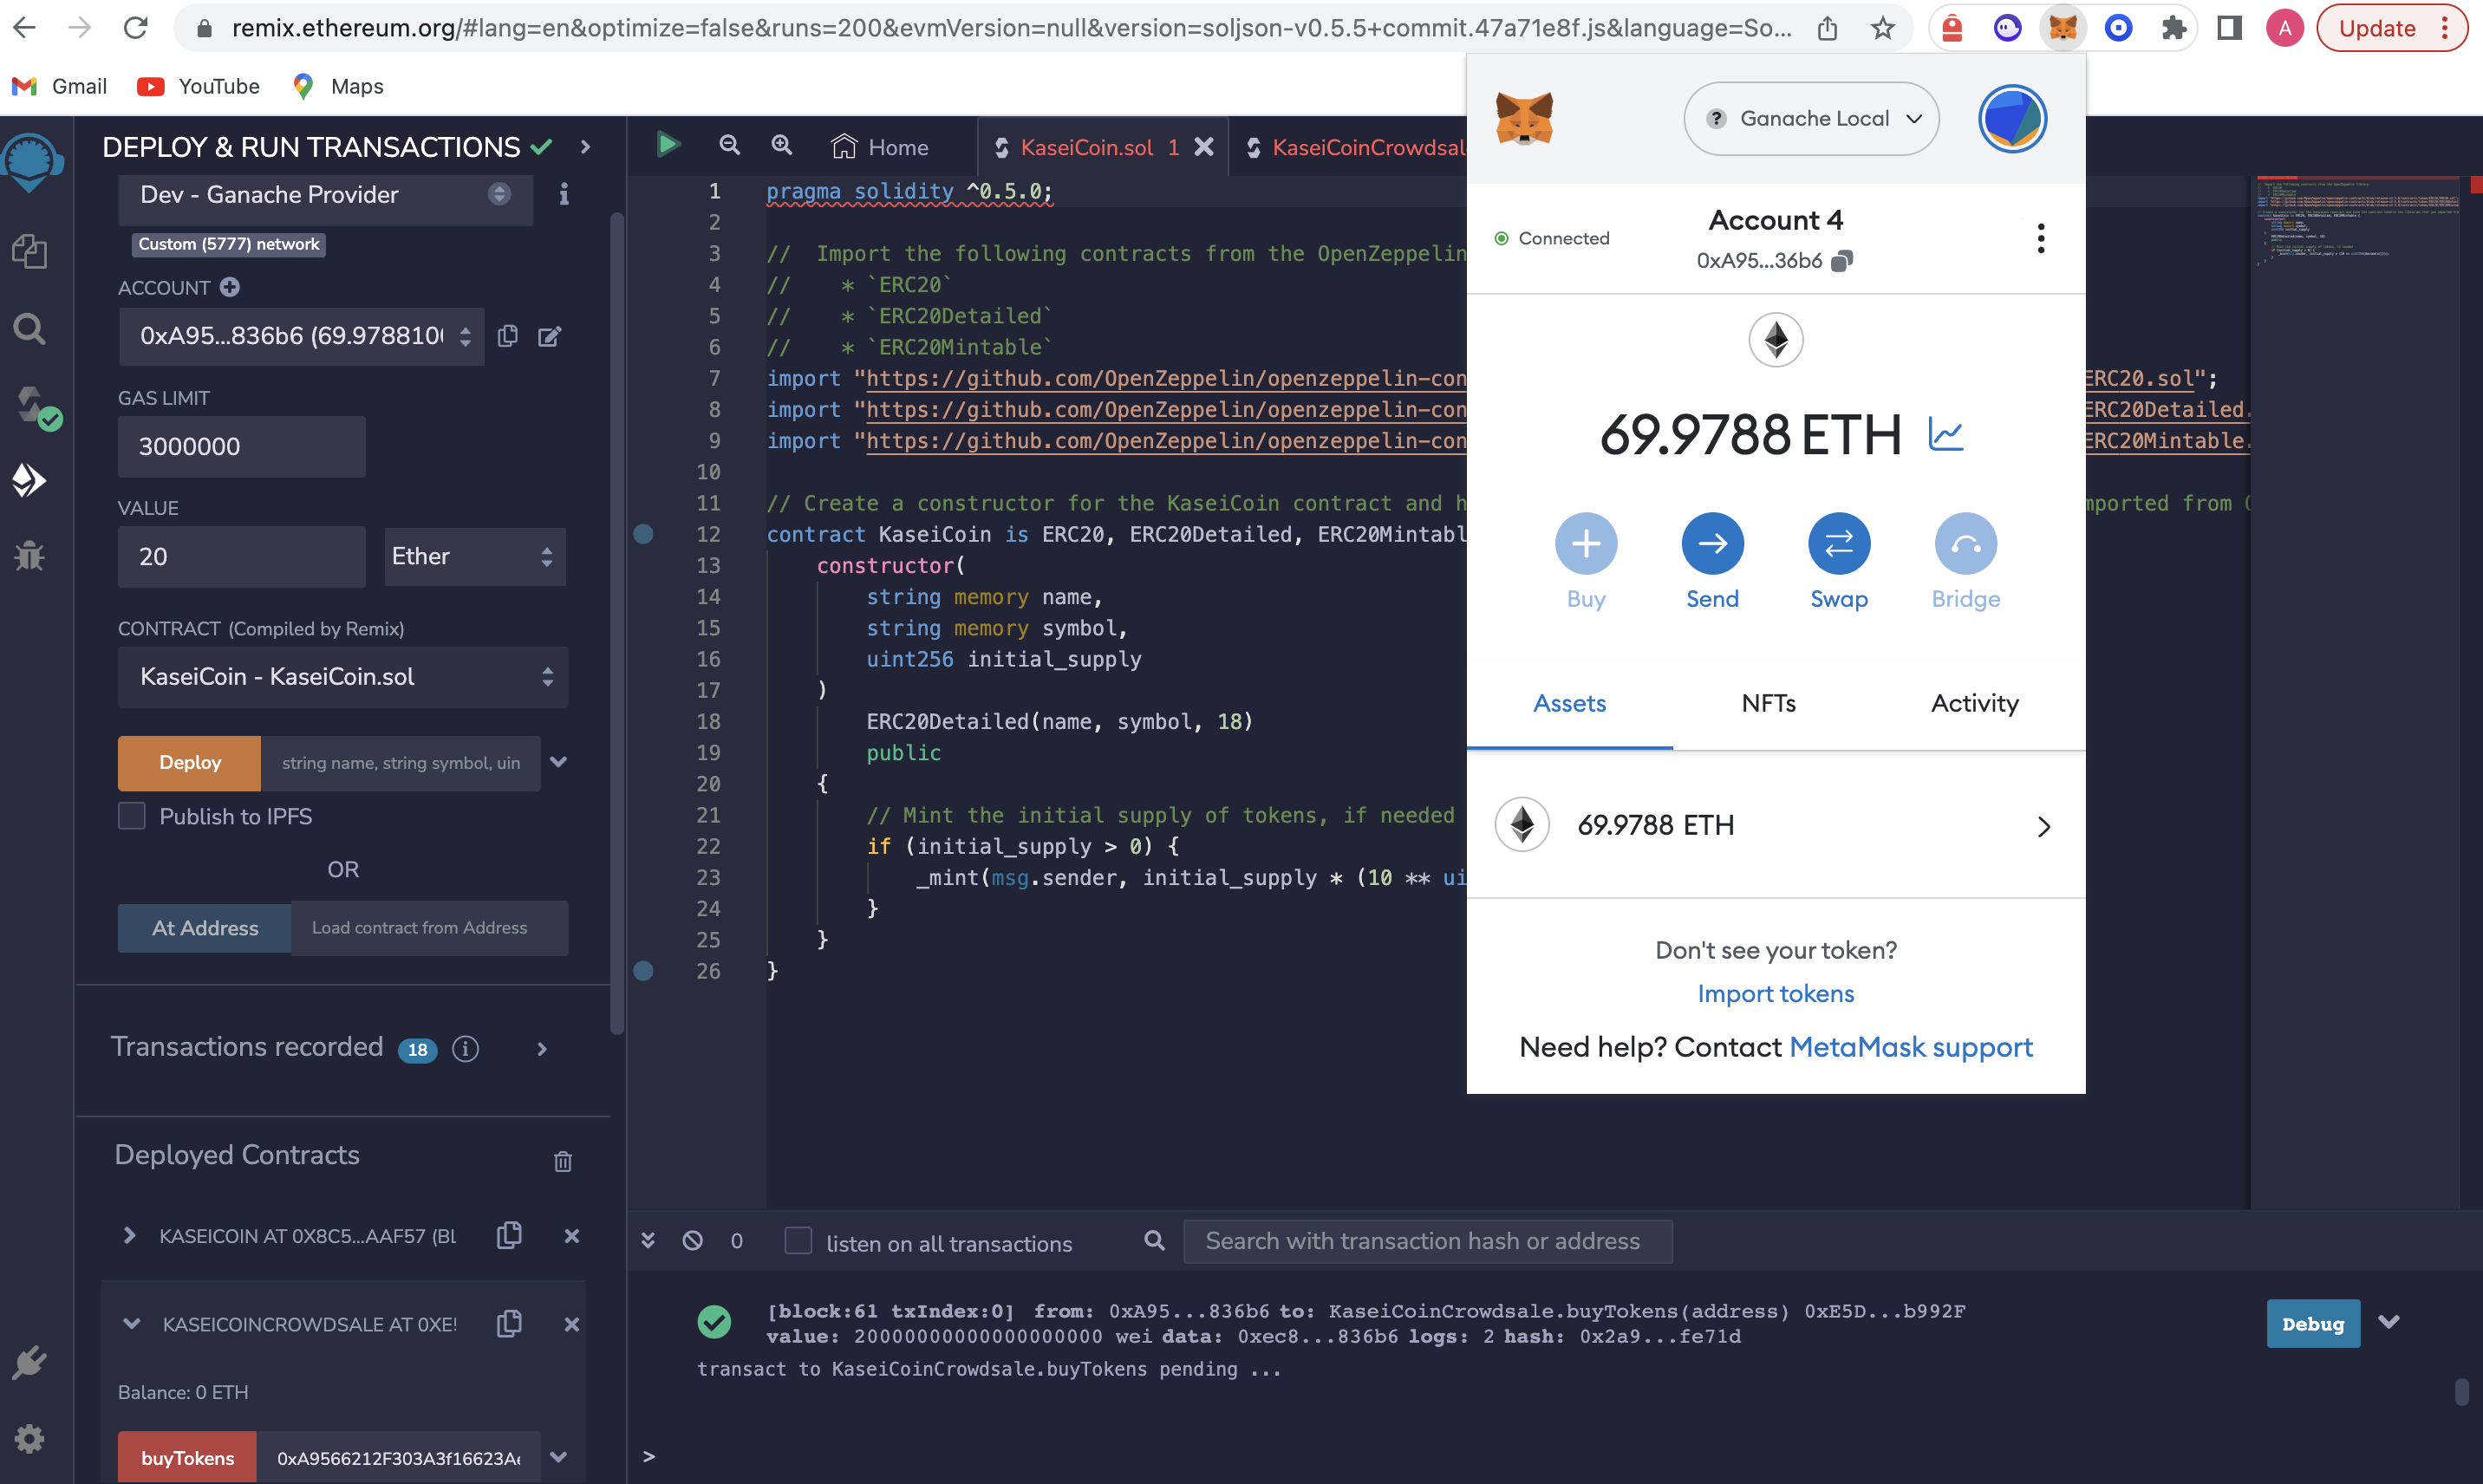 remix.ethereum.org/#lang=en&optimize=false&runs=200&evmVersion=null&version=soljson-v0.5.5+commit.47a71e8f.js&language=So...
A
Update
Gmail
YouTube
Maps
DEPLOY & RUN TRANSACTIONS
Dev - Ganache Provider
Custom (5777) network
ACCOUNT
0xA95...836b6 (69.978810
GAS LIMIT
3000000
VALUE
20
Ether
CONTRACT (Compiled by Remix)
KaseiCoin - KaseiCoin.sol
Deploy
string name, string symbol, uin
Publish to IPFS
OR
At Address
Load contract from Address
Transactions recorded 18
Deployed Contracts
KASEICOIN AT 0X8C5...AAF57 (BL
KASEICOINCROWDSALE AT 0XE!
Balance: 0 ETH
buyTokens
0xA9566212F303A3f16623Ae
Home
KaseiCoin.sol 1
KaseiCoinCrowdsal
1 pragma solidity ^0.5.0;
2
3 //  Import the following contracts from the OpenZeppelin
4 //    * `ERC20`
5 //    * `ERC20Detailed`
6 //    * `ERC20Mintable`
7 import "https://github.com/OpenZeppelin/openzeppelin-con ERC20.sol";
8 import "https://github.com/OpenZeppelin/openzeppelin-con ERC20Detailed.
9 import "https://github.com/OpenZeppelin/openzeppelin-con ERC20Mintable.
10
11 // Create a constructor for the KaseiCoin contract and h mported from
12 contract KaseiCoin is ERC20, ERC20Detailed, ERC20Mintabl
13     constructor(
14         string memory name,
15         string memory symbol,
16         uint256 initial_supply
17     )
18         ERC20Detailed(name, symbol, 18)
19         public
20     {
21         // Mint the initial supply of tokens, if needed
22         if (initial_supply > 0) {
23             _mint(msg.sender, initial_supply * (10 ** ui
24         }
25     }
26 }
Ganache Local
Connected
Account 4
0xA95...36b6
69.9788 ETH
Buy
Send
Swap
Bridge
Assets
NFTs
Activity
69.9788 ETH
Don't see your token?
Import tokens
Need help? Contact MetaMask support
0
listen on all transactions
Search with transaction hash or address
[block:61 txIndex:0] from: 0xA95...836b6 to: KaseiCoinCrowdsale.buyTokens(address) 0xE5D...b992F
value: 20000000000000000000 wei data: 0xec8...836b6 logs: 2 hash: 0x2a9...fe71d
Debug
transact to KaseiCoinCrowdsale.buyTokens pending ...
>